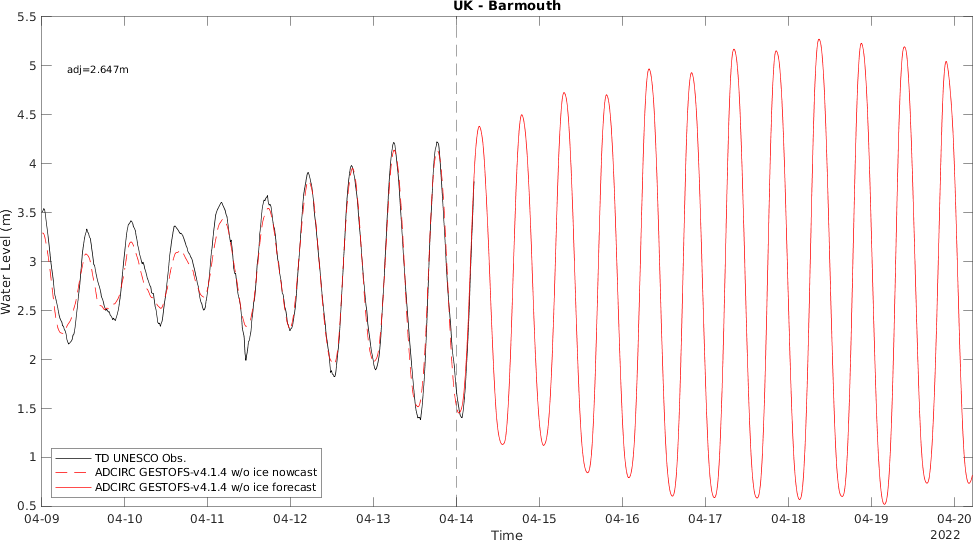 UK - Barmouth
5.5
5
4.5
4
3.5
3
2.5
2
1.5
1
0.5
Water Level (m)
adj=2.647m
TD UNESCO Obs.
ADCIRC GESTOFS-v4.1.4 w/o ice nowcast
ADCIRC GESTOFS-v4.1.4 w/o ice forecast
04-09 04-10 04-11 04-12 04-13 04-14 04-15 04-16 04-17 04-18 04-19 04-20
Time
2022